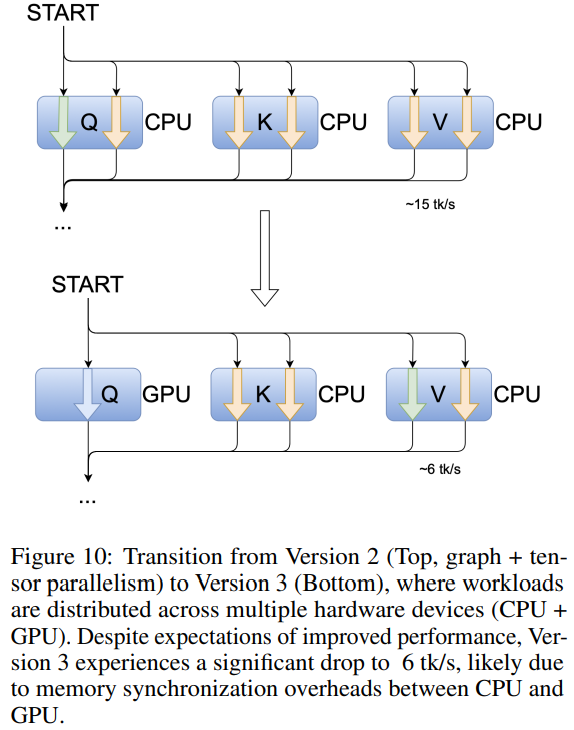 START
Q CPU K CPU V CPU
~15 tk/s
...
START
Q GPU K CPU V CPU
~6 tk/s
...
Figure 10: Transition from Version 2 (Top, graph + ten-
sor parallelism) to Version 3 (Bottom), where workloads
are distributed across multiple hardware devices (CPU +
GPU). Despite expectations of improved performance, Ver-
sion 3 experiences a significant drop to 6 tk/s, likely due
to memory synchronization overheads between CPU and
GPU.